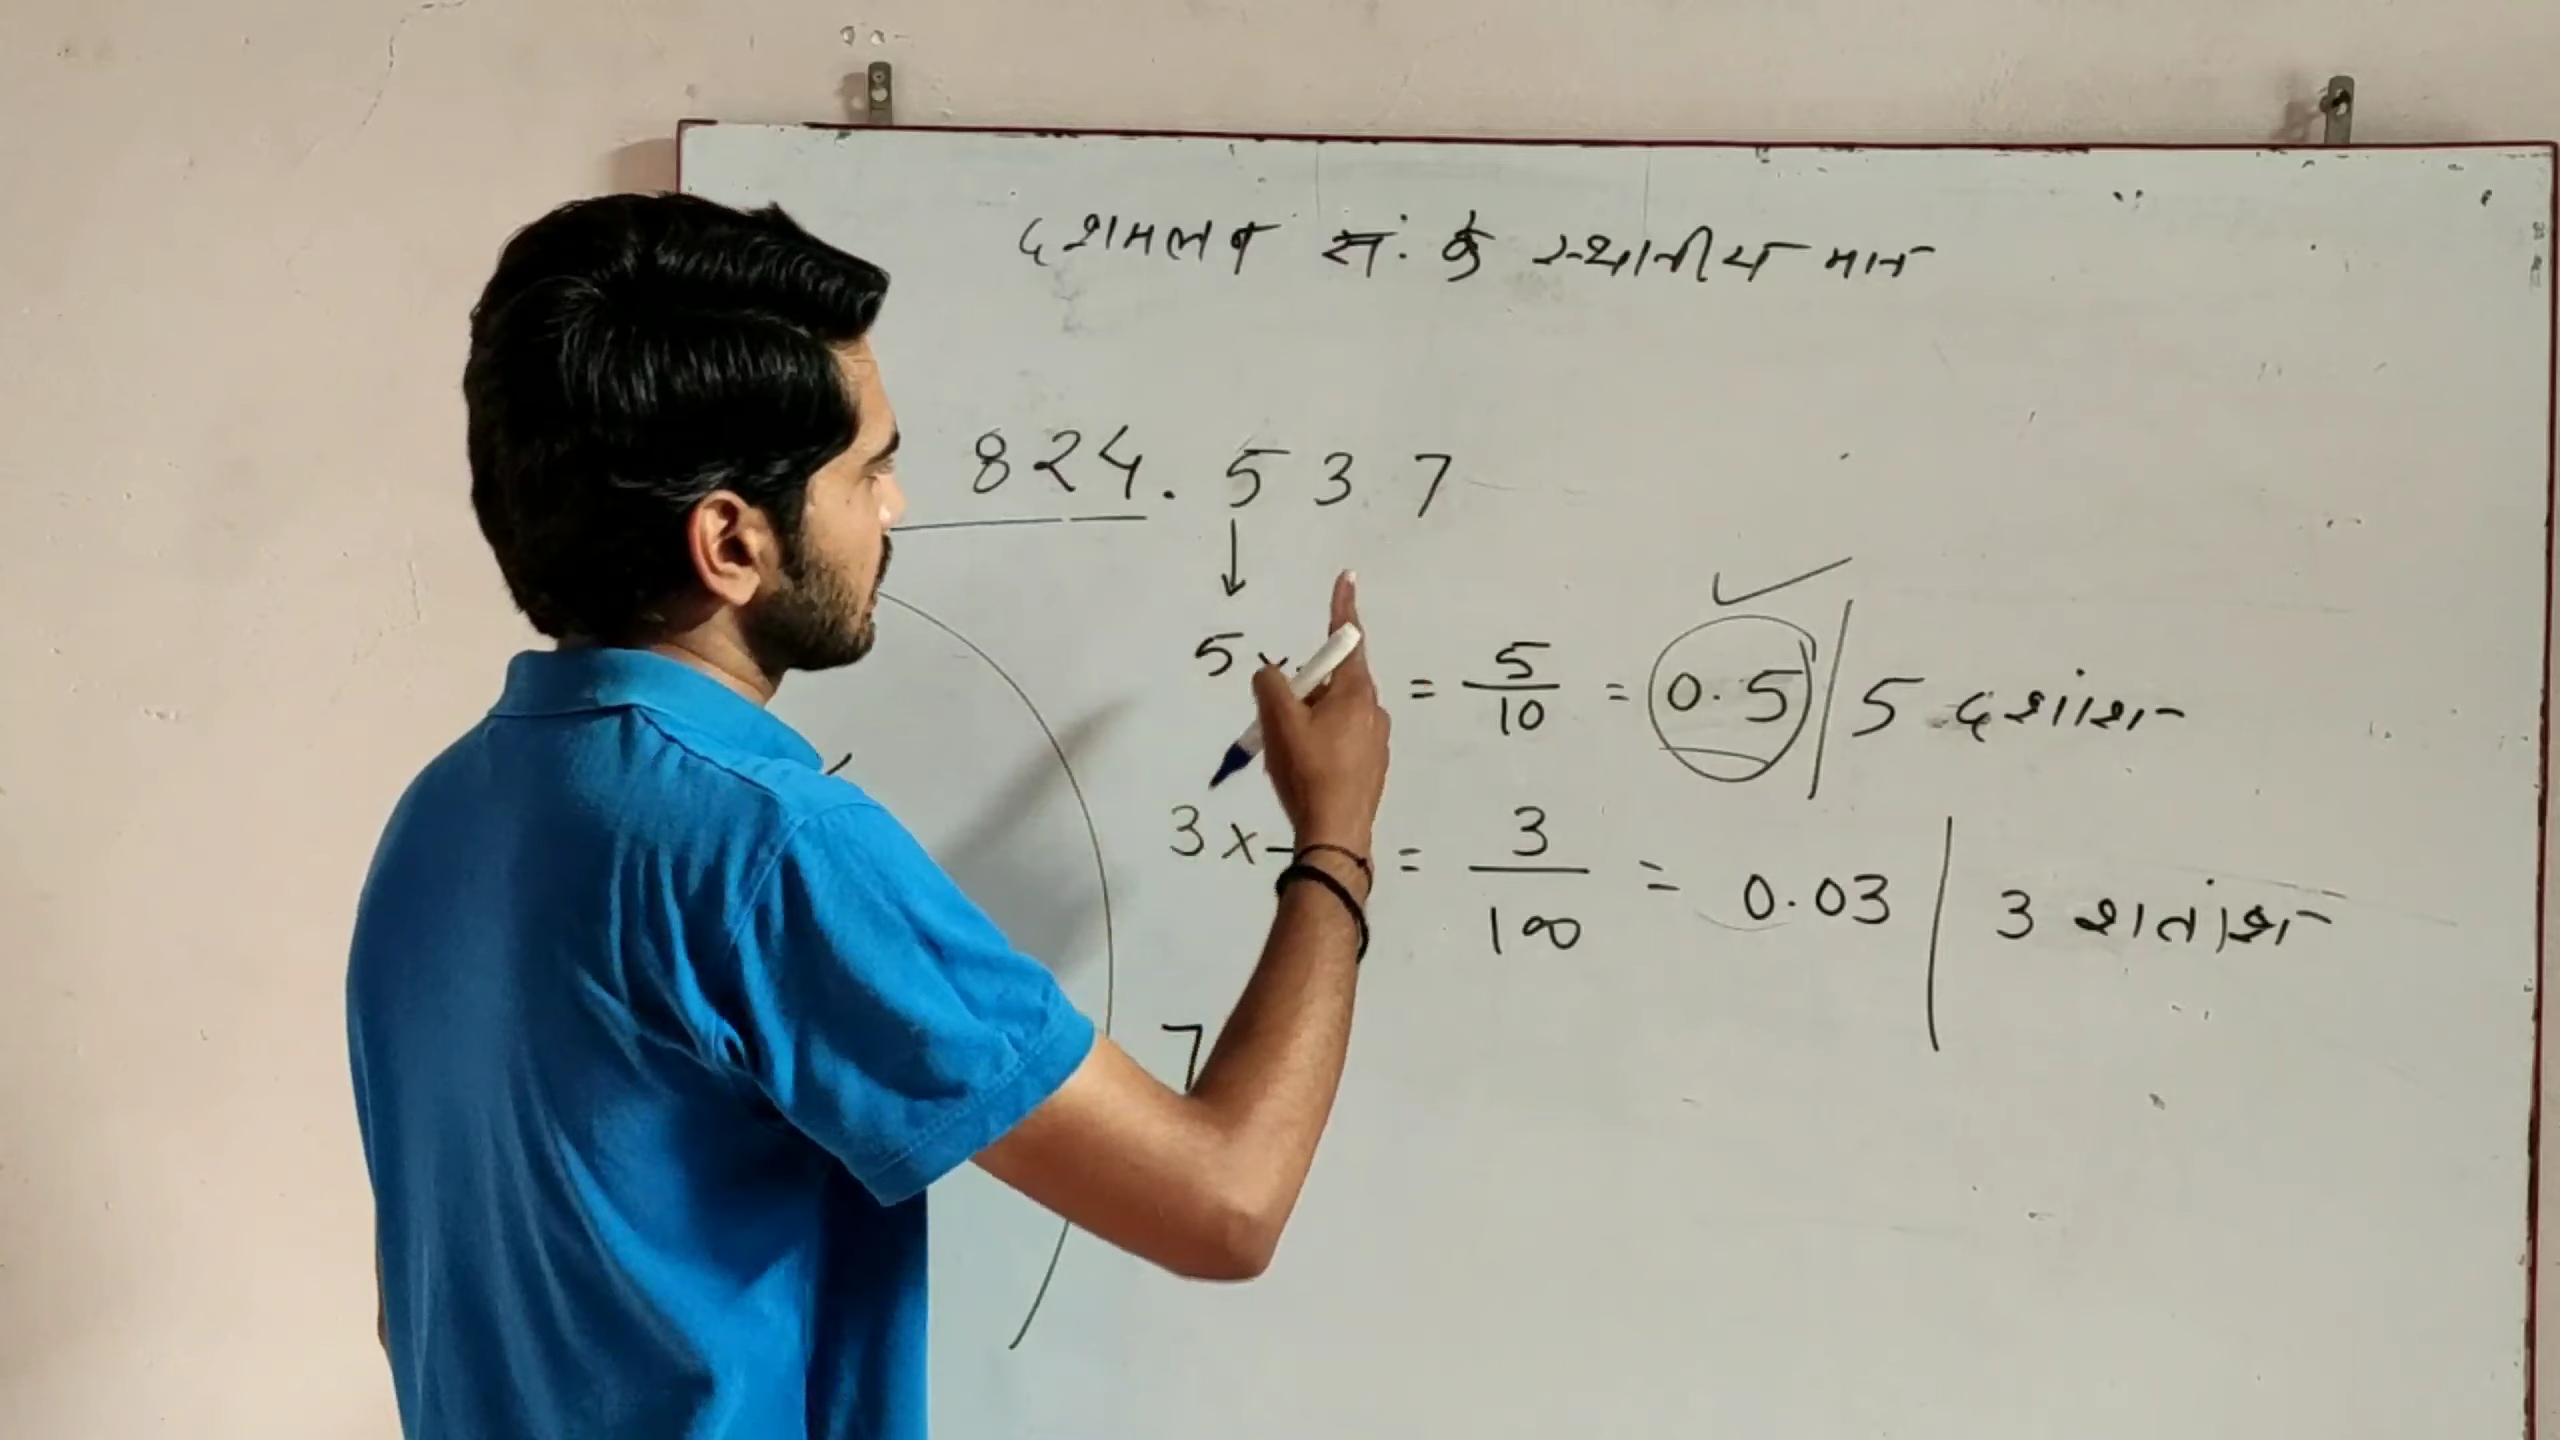 दशमलव सं. के स्थानीय मान
824.537
5 × = 5/10 = 0.5 / 5 दशांश
3 × = 3/100 = 0.03 | 3 शतांश
7